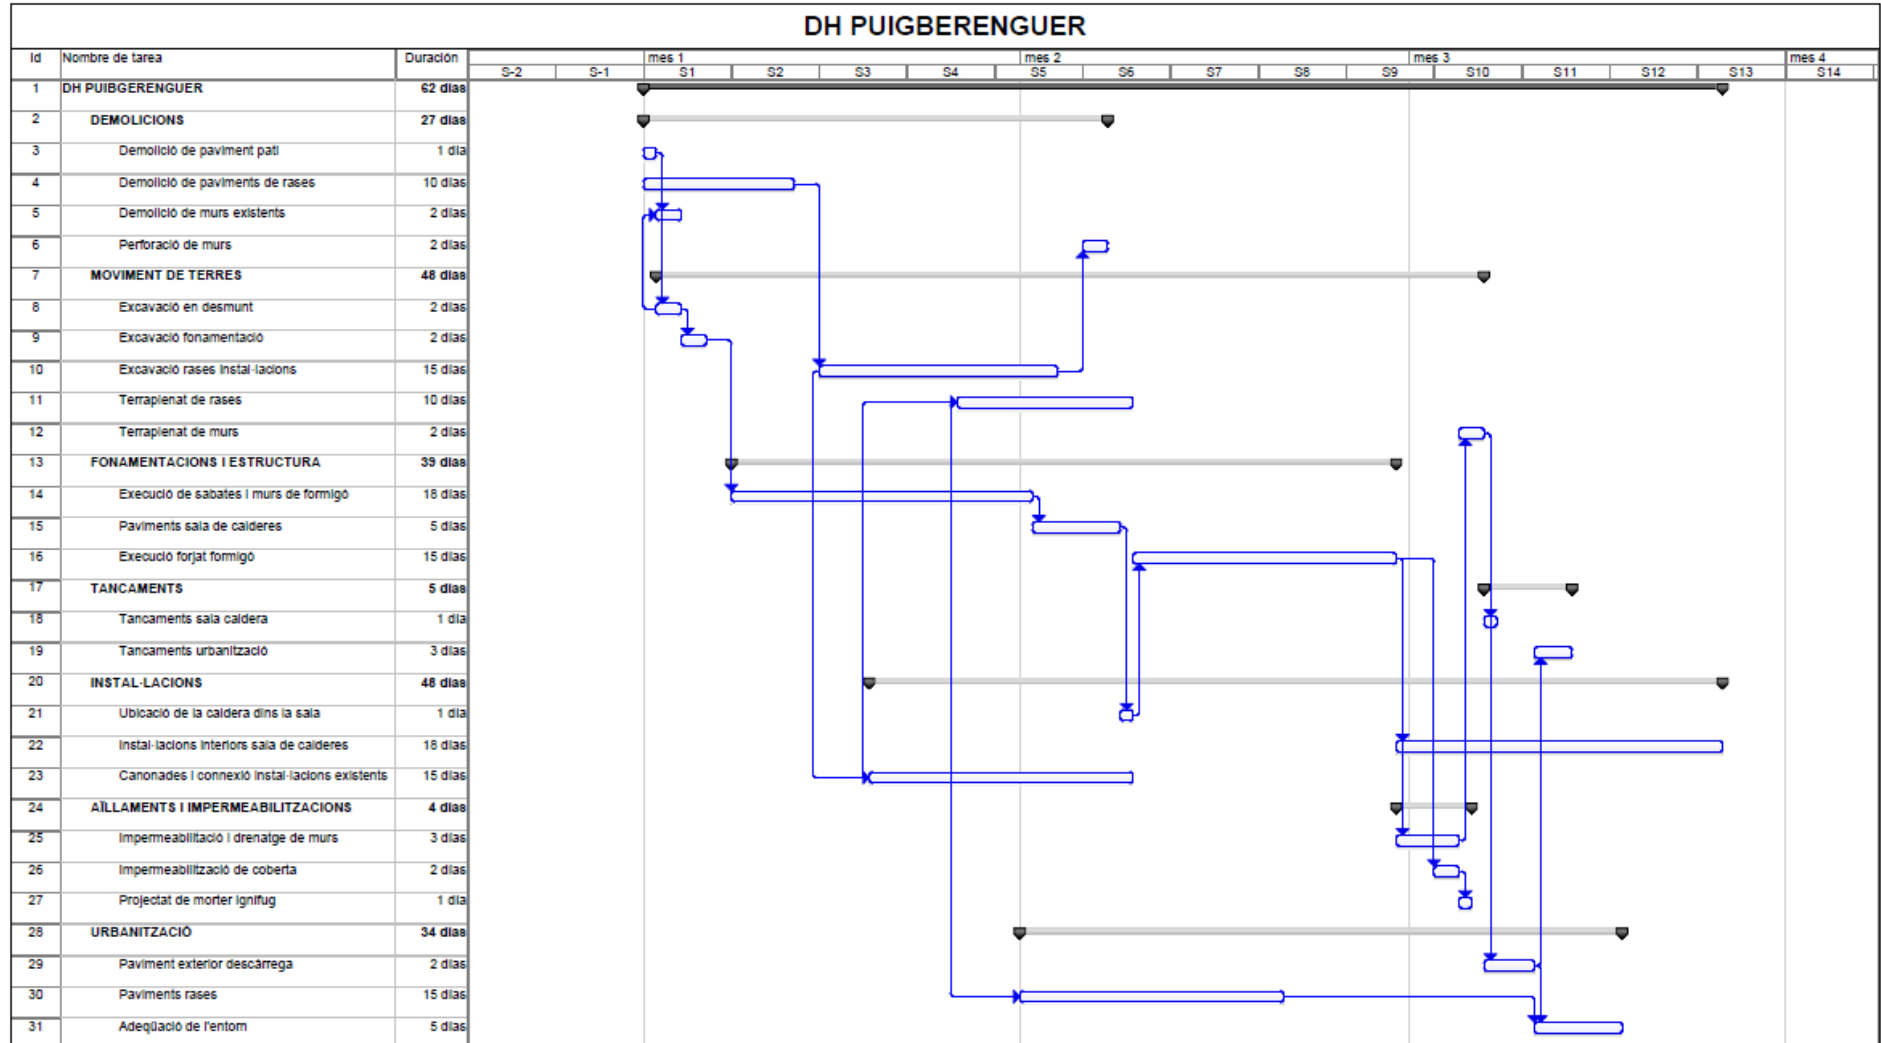 DH PUIGBERENGUER
Id Nombre de tarea Duración mes 1 mes 2 mes 3 mes 4
S-2 S-1 S1 S2 S3 S4 S5 S6 S7 S8 S9 S10 S11 S12 S13 S14
1 DH PUIBGERENGUER 62 días
2 DEMOLICIONS 27 días
3 Demolició de paviment pati 1 día
4 Demolició de paviments de rases 10 días
5 Demolició de murs existents 2 días
6 Perforació de murs 2 días
7 MOVIMENT DE TERRES 48 días
8 Excavació en desmunt 2 días
9 Excavació fonamentació 2 días
10 Excavació rases instal·lacions 15 días
11 Terraplenat de rases 10 días
12 Terraplenat de murs 2 días
13 FONAMENTACIONS I ESTRUCTURA 39 días
14 Execució de sabates i murs de formigó 18 días
15 Paviments sala de calderes 5 días
16 Execució forjat formigó 15 días
17 TANCAMENTS 5 días
18 Tancaments sala caldera 1 día
19 Tancaments urbanització 3 días
20 INSTAL·LACIONS 48 días
21 Ubicació de la caldera dins la sala 1 día
22 Instal·lacions interiors sala de calderes 18 días
23 Canonades i connexió instal·lacions existents 15 días
24 AÏLLAMENTS I IMPERMEABILITZACIONS 4 días
25 Impermeabilitació i drenatge de murs 3 días
26 Impermeabilització de coberta 2 días
27 Projectat de morter ignífug 1 día
28 URBANITZACIÓ 34 días
29 Paviment exterior descàrrega 2 días
30 Paviments rases 15 días
31 Adeqüació de l'entorn 5 días